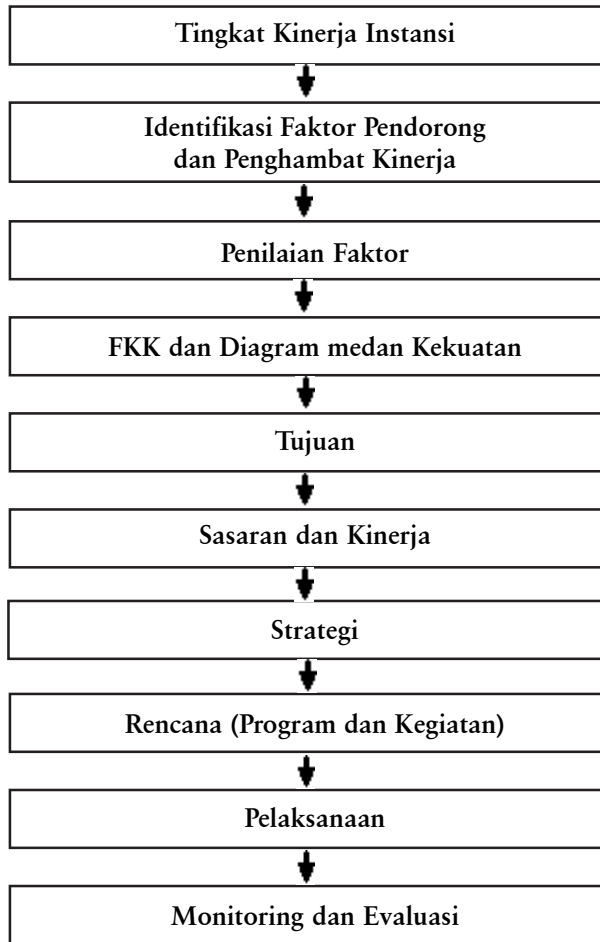 Tingkat Kinerja Instansi
Identifikasi Faktor Pendorong
dan Penghambat Kinerja
Penilaian Faktor
FKK dan Diagram medan Kekuatan
Tujuan
Sasaran dan Kinerja
Strategi
Rencana (Program dan Kegiatan)
Pelaksanaan
Monitoring dan Evaluasi